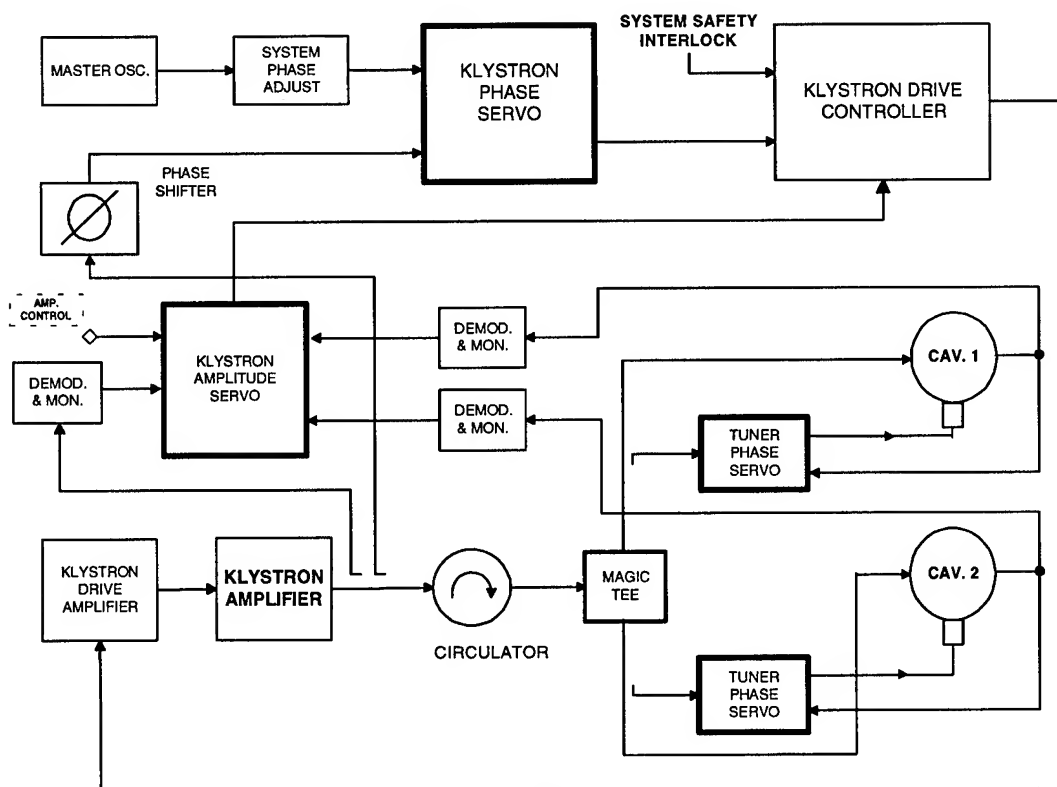 MASTER OSC.
SYSTEM
PHASE
ADJUST
KLYSTRON
PHASE
SERVO
SYSTEM SAFETY
INTERLOCK
KLYSTRON DRIVE
CONTROLLER
PHASE
SHIFTER
AMP.
CONTROL
DEMOD.
& MON.
KLYSTRON
AMPLITUDE
SERVO
DEMOD.
& MON.
DEMOD.
& MON.
CAV. 1
TUNER
PHASE
SERVO
KLYSTRON
DRIVE
AMPLIFIER
KLYSTRON
AMPLIFIER
CIRCULATOR
MAGIC
TEE
CAV. 2
TUNER
PHASE
SERVO